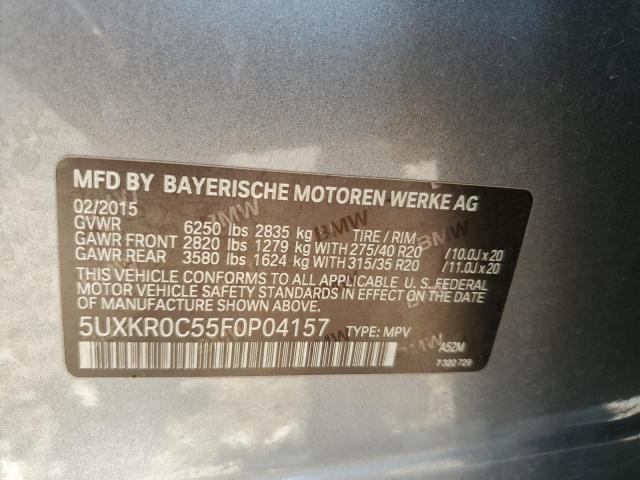 MFD BY BAYERISCHE MOTOREN WERKE AG
02/2015
GVWR 6250 lbs 2835 kg TIRE / RIM
GAWR FRONT 2820 lbs 1279 kg WITH 275/40 R20 /10.0J x 20
GAWR REAR 3580 lbs 1624 kg WITH 315/35 R20 /11.0J x 20
THIS VEHICLE CONFORMS TO ALL APPLICABLE U. S. FEDERAL
MOTOR VEHICLE SAFETY STANDARDS IN EFFECT ON THE DATE
OF MANUFACTURE SHOWN ABOVE.
5UXKR0C55F0P04157 TYPE: MPV
A52M
7 320 729